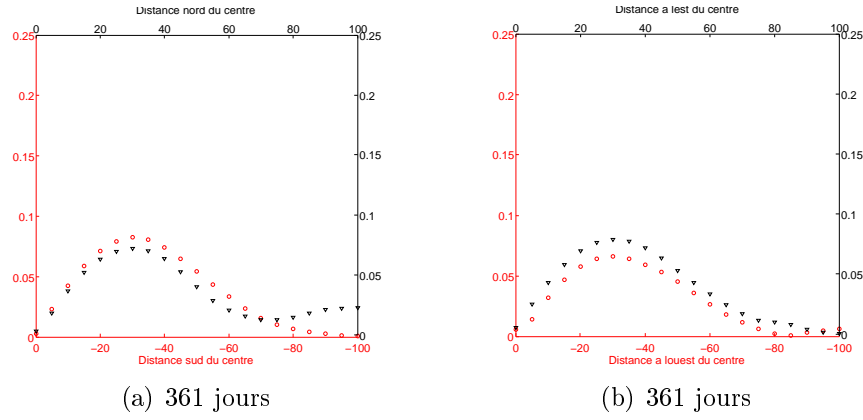 Distance nord du centre
0 20 40 60 80 100
0.25 0.25
0.2 0.2
0.15 0.15
0.1 0.1
0.05 0.05
0 0
0 −20 −40 −60 −80 −100
Distance sud du centre
(a) 361 jours
Distance a lest du centre
0 20 40 60 80 100
0.25 0.25
0.2 0.2
0.15 0.15
0.1 0.1
0.05 0.05
0 0
0 −20 −40 −60 −80 −100
Distance a louest du centre
(b) 361 jours